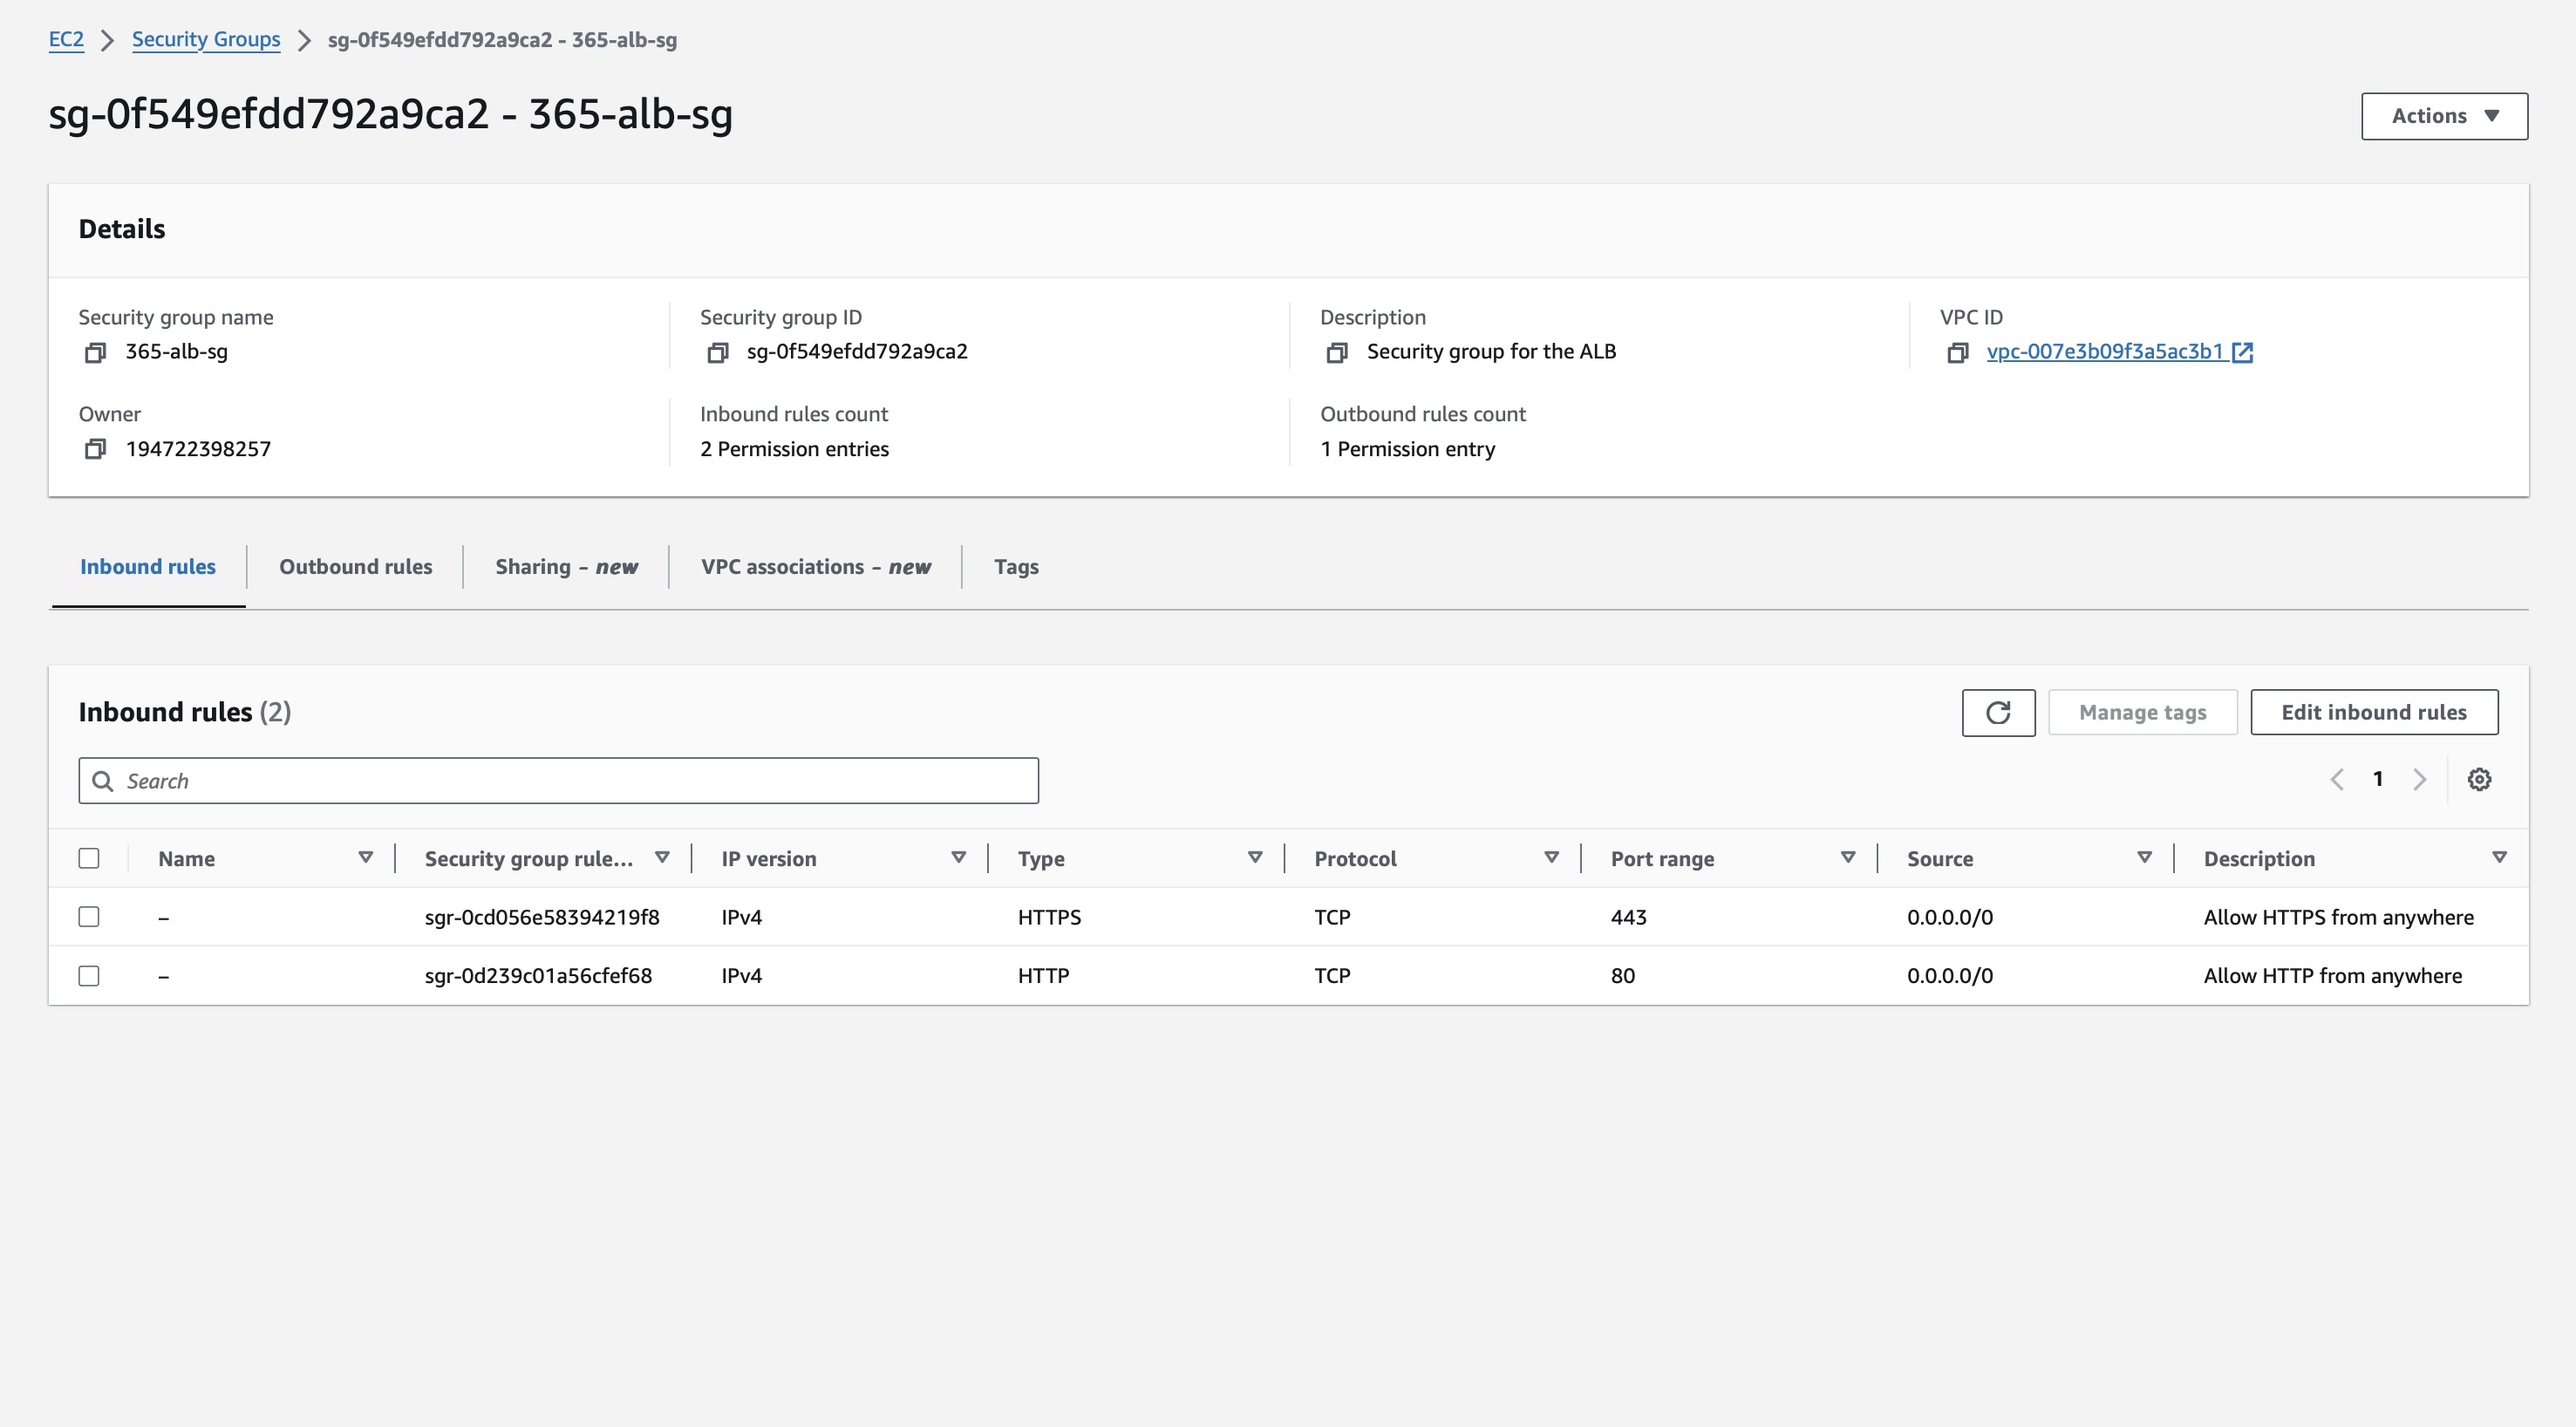 EC2 > Security Groups > sg-0f549efdd792a9ca2 - 365-alb-sg
sg-0f549efdd792a9ca2 - 365-alb-sg
Actions
Details
Security group name
365-alb-sg
Security group ID
sg-0f549efdd792a9ca2
Description
Security group for the ALB
VPC ID
vpc-007e3b09f3a5ac3b1
Owner
194722398257
Inbound rules count
2 Permission entries
Outbound rules count
1 Permission entry
Inbound rules Outbound rules Sharing - new VPC associations - new Tags
Inbound rules (2)
Manage tags Edit inbound rules
Search
1
Name Security group rule... IP version Type Protocol Port range Source Description
– sgr-0cd056e58394219f8 IPv4 HTTPS TCP 443 0.0.0.0/0 Allow HTTPS from anywhere
– sgr-0d239c01a56cfef68 IPv4 HTTP TCP 80 0.0.0.0/0 Allow HTTP from anywhere